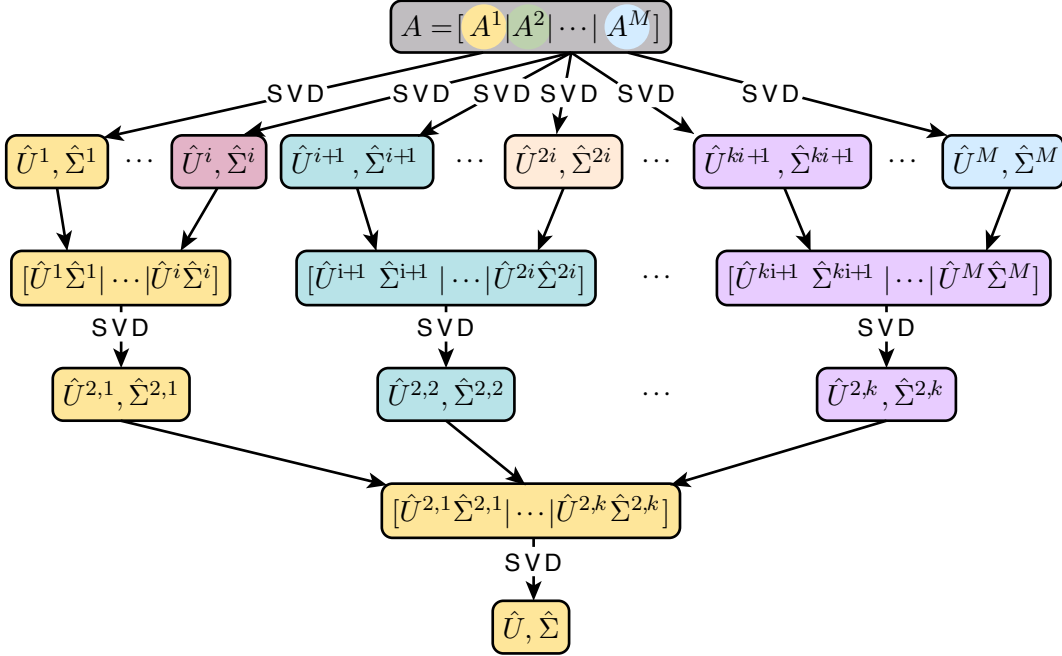 A = [ A^1 | A^2 | ⋯ | A^M ]
SVD SVD SVD SVD SVD SVD
Û^1, Σ̂^1 ⋯ Û^i, Σ̂^i Û^{i+1}, Σ̂^{i+1} ⋯ Û^{2i}, Σ̂^{2i} ⋯ Û^{ki+1}, Σ̂^{ki+1} ⋯ Û^M, Σ̂^M
[Û^1Σ̂^1| ⋯ |Û^iΣ̂^i] [Û^{i+1} Σ̂^{i+1} | ⋯ |Û^{2i}Σ̂^{2i}] ⋯ [Û^{ki+1} Σ̂^{ki+1} | ⋯ |Û^MΣ̂^M]
SVD SVD SVD
Û^{2,1}, Σ̂^{2,1} Û^{2,2}, Σ̂^{2,2} ⋯ Û^{2,k}, Σ̂^{2,k}
[Û^{2,1}Σ̂^{2,1}| ⋯ |Û^{2,k}Σ̂^{2,k}]
SVD
Û, Σ̂